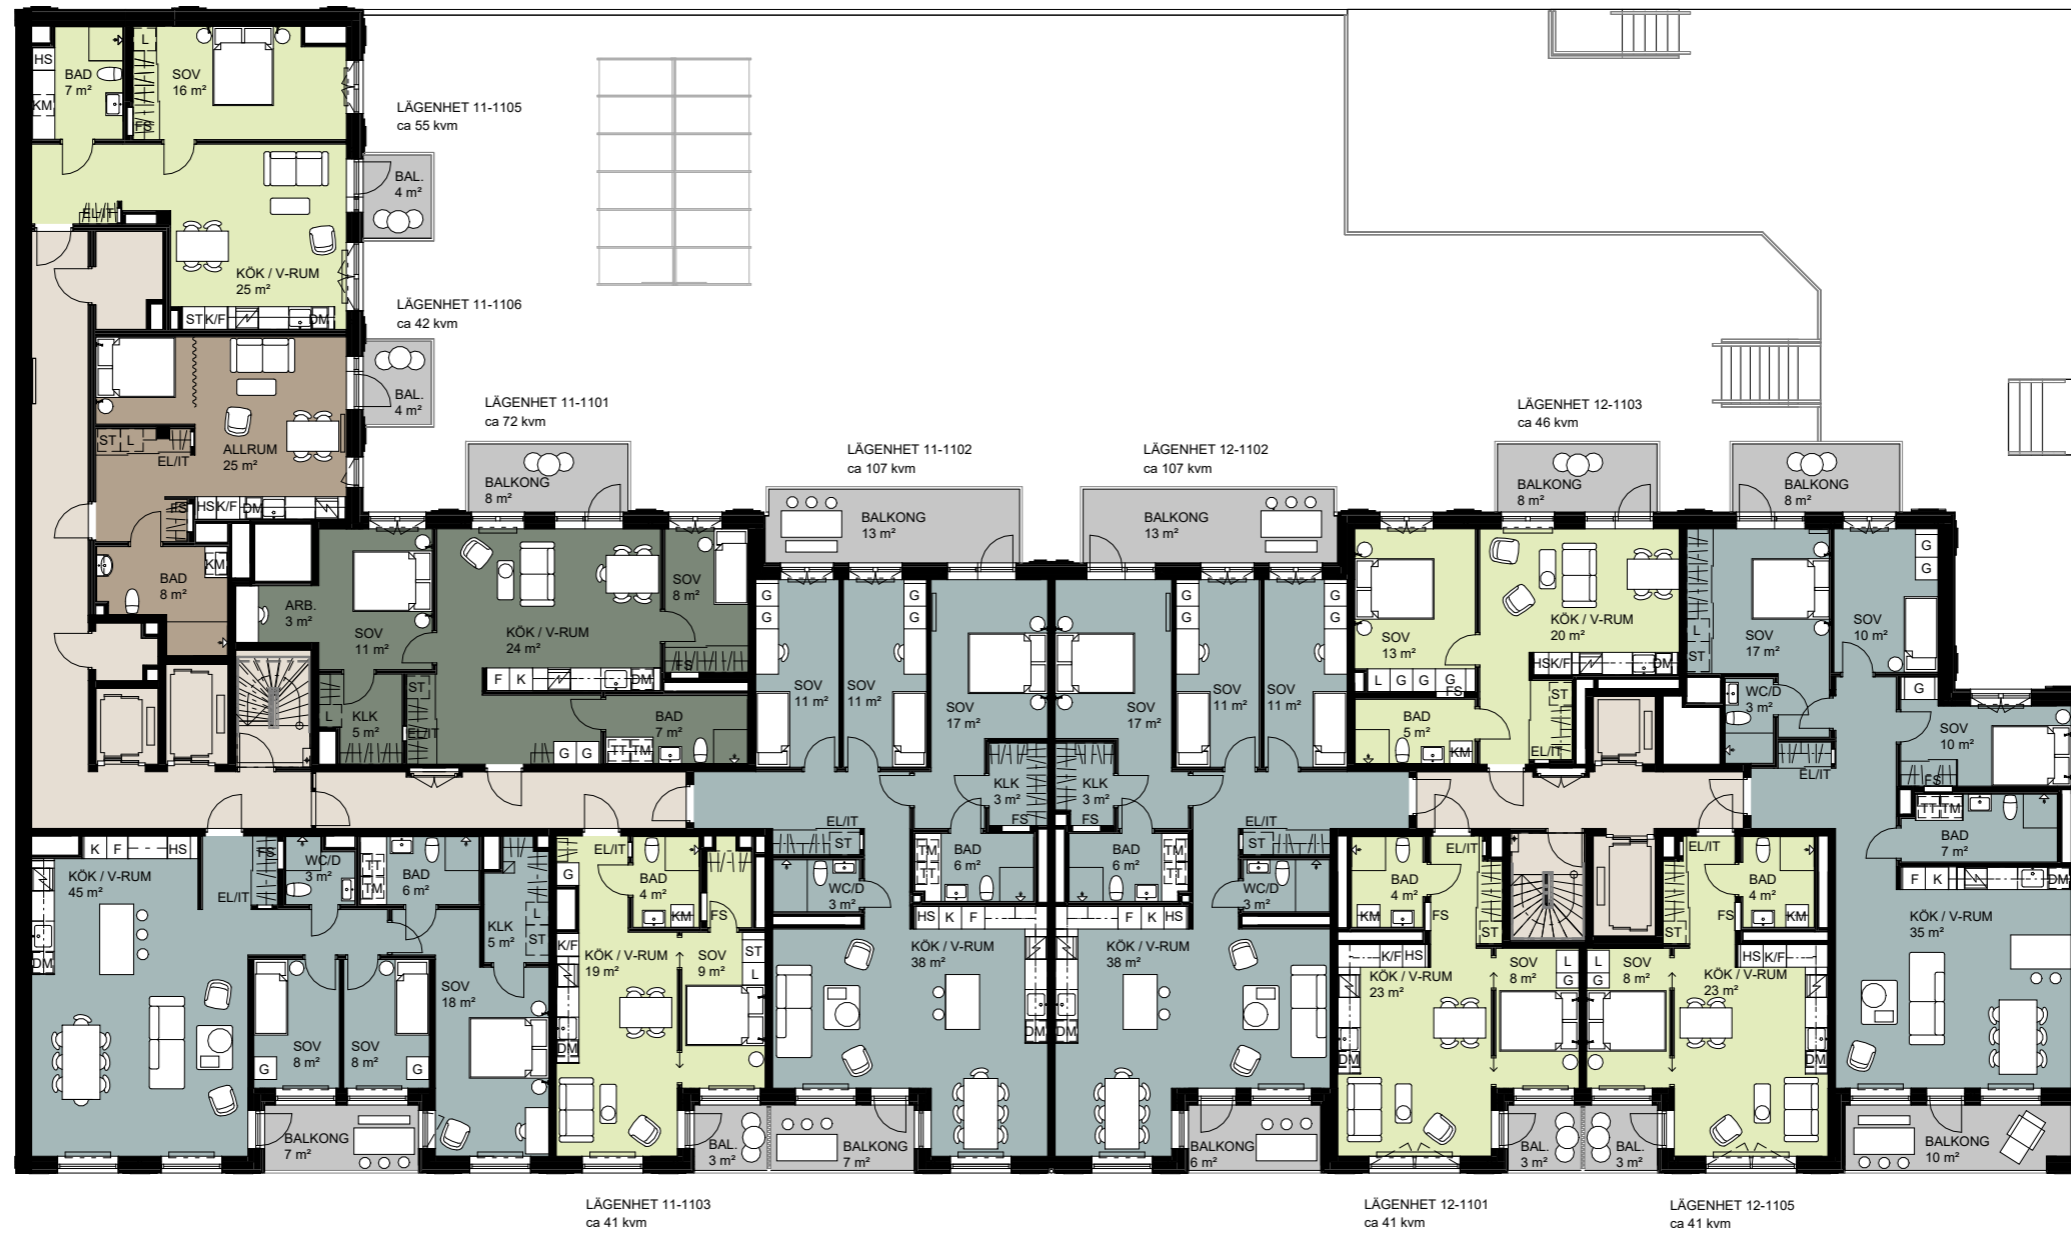 HS
BAD
7 m²
KM
L
SOV
16 m²
FS
LÄGENHET 11-1105
ca 55 kvm
BAL.
4 m²
EL/IT
KÖK / V-RUM
25 m²
ST K/F DM
LÄGENHET 11-1106
ca 42 kvm
BAL.
4 m²
ST L
EL/IT
ALLRUM
25 m²
FS HS K/F DM
BAD
8 m²
KM
LÄGENHET 11-1101
ca 72 kvm
BALKONG
8 m²
ARB.
3 m²
SOV
11 m²
KÖK / V-RUM
24 m²
SOV
8 m²
FS
F K DM
L
KLK
5 m²
ST
EL/IT
G G
TT TM
BAD
7 m²
LÄGENHET 11-1102
ca 107 kvm
BALKONG
13 m²
G
G
SOV
11 m²
G
G
SOV
11 m²
SOV
17 m²
KLK
3 m²
FS
EL/IT
ST
TM
TT
BAD
6 m²
WC/D
3 m²
HS K F
KÖK / V-RUM
38 m²
DM
BALKONG
7 m²
LÄGENHET 12-1102
ca 107 kvm
BALKONG
13 m²
SOV
17 m²
G
G
SOV
11 m²
G
G
SOV
11 m²
KLK
3 m²
FS
EL/IT
ST
BAD
6 m²
TM
TT
WC/D
3 m²
F K HS
KÖK / V-RUM
38 m²
DM
BALKONG
6 m²
LÄGENHET 12-1103
ca 46 kvm
BALKONG
8 m²
SOV
13 m²
KÖK / V-RUM
20 m²
HS K/F DM
L G G G
FS
BAD
5 m²
KM
ST
EL/IT
BALKONG
8 m²
L
ST
SOV
17 m²
G
G
SOV
10 m²
WC/D
3 m²
G
SOV
10 m²
FS
EL/IT
TT TM
BAD
7 m²
F K DM
KÖK / V-RUM
35 m²
BALKONG
10 m²
K F HS
KÖK / V-RUM
45 m²
DM
FS
EL/IT
WC/D
3 m²
TT
TM
BAD
6 m²
KLK
5 m²
L
ST
SOV
8 m²
G
SOV
8 m²
G
SOV
18 m²
BALKONG
7 m²
G
EL/IT
BAD
4 m²
KM
FS
K/F
KÖK / V-RUM
19 m²
DM
SOV
9 m²
ST
L
BAL.
3 m²
LÄGENHET 11-1103
ca 41 kvm
BAD
4 m²
KM
EL/IT
FS
ST
K/F HS
KÖK / V-RUM
23 m²
DM
SOV
8 m²
L
G
BAL.
3 m²
LÄGENHET 12-1101
ca 41 kvm
EL/IT
BAD
4 m²
KM
FS
ST
L
G
SOV
8 m²
HS K/F
KÖK / V-RUM
23 m²
DM
BAL.
3 m²
LÄGENHET 12-1105
ca 41 kvm